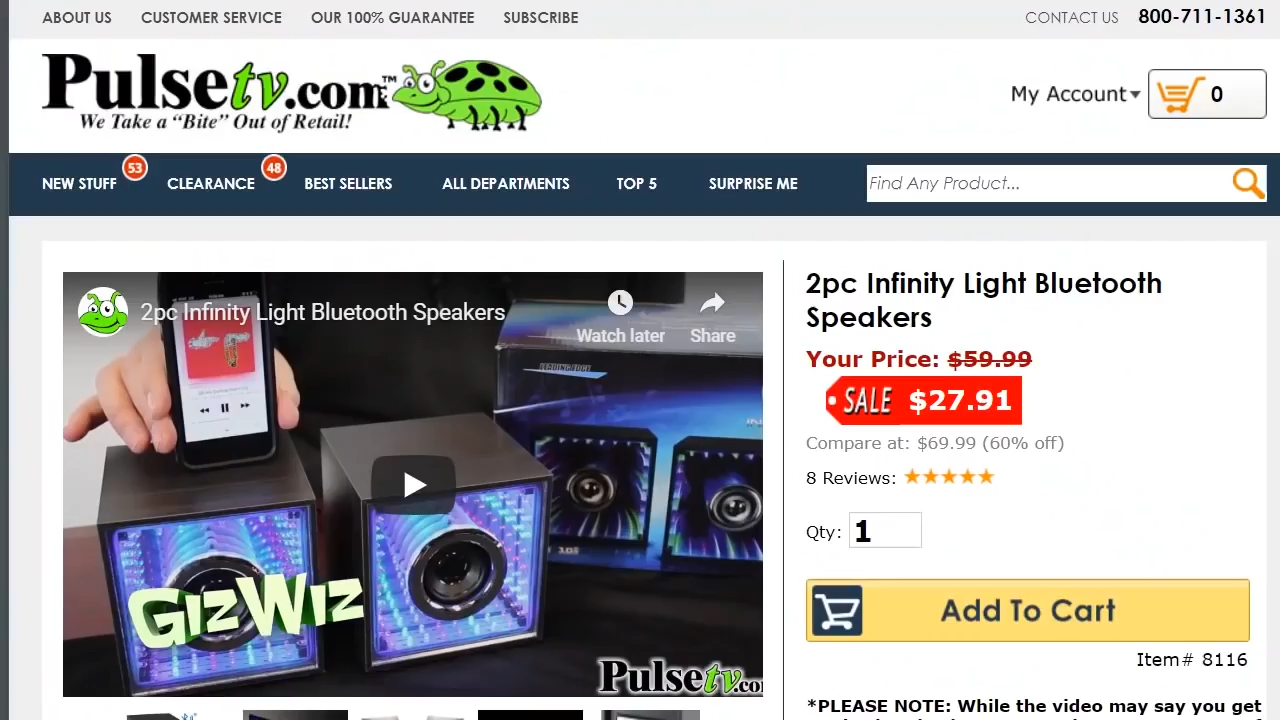 ABOUT US
CUSTOMER SERVICE
OUR 100% GUARANTEE
SUBSCRIBE
CONTACT US 800-711-1361
Pulsetv.com™
We Take a “Bite” Out of Retail!
My Account
0
NEW STUFF
53
CLEARANCE
48
BEST SELLERS
ALL DEPARTMENTS
TOP 5
SURPRISE ME
Find Any Product...
2pc Infinity Light Bluetooth Speakers
Watch later
Share
GizWiz
Pulsetv.co
2pc Infinity Light Bluetooth
Speakers
Your Price: $59.99
SALE $27.91
Compare at: $69.99 (60% off)
8 Reviews:
Qty: 1
Add To Cart
Item# 8116
*PLEASE NOTE: While the video may say you get